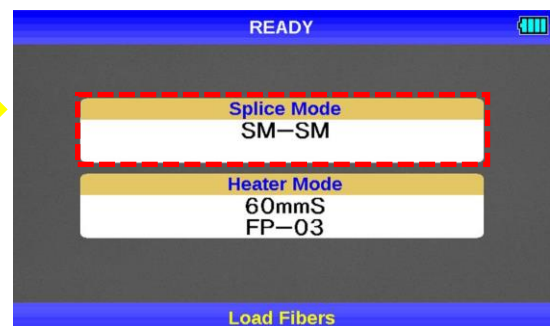 READY
Splice Mode
SM-SM
Heater Mode
60mmS
FP-03
Load Fibers